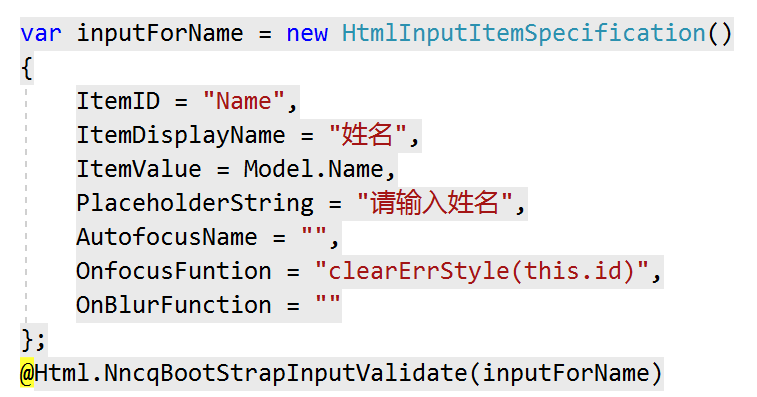 var inputForName = new HtmlInputItemSpecification()
{
ItemID = "Name",
ItemDisplayName = "姓名",
ItemValue = Model.Name,
PlaceholderString = "请输入姓名",
AutofocusName = "",
OnfocusFuntion = "clearErrStyle(this.id)",
OnBlurFunction = ""
};
@Html.NncqBootStrapInputValidate(inputForName)